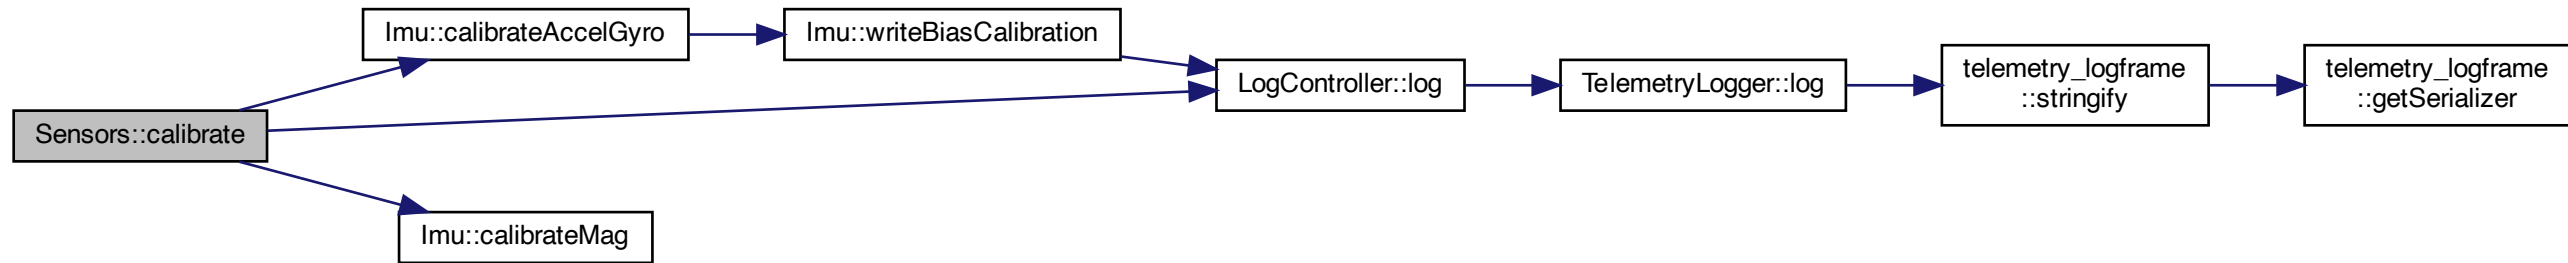 Sensors::calibrate
Imu::calibrateAccelGyro
Imu::writeBiasCalibration
LogController::log
TelemetryLogger::log
telemetry_logframe
::stringify
telemetry_logframe
::getSerializer
Imu::calibrateMag